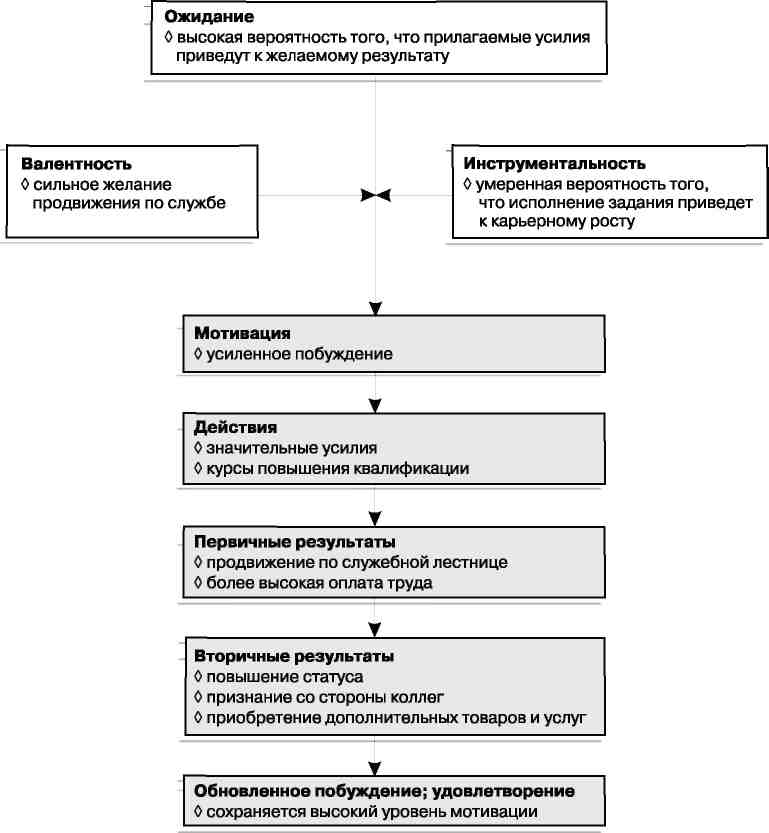 Ожидание
◊ высокая вероятность того, что прилагаемые усилия
приведут к желаемому результату
Валентность
◊ сильное желание
продвижения по службе
Инструментальность
◊ умеренная вероятность того,
что исполнение задания приведет
к карьерному росту
Мотивация
◊ усиленное побуждение
Действия
◊ значительные усилия
◊ курсы повышения квалификации
Первичные результаты
◊ продвижение по служебной лестнице
◊ более высокая оплата труда
Вторичные результаты
◊ повышение статуса
◊ признание со стороны коллег
◊ приобретение дополнительных товаров и услуг
Обновленное побуждение; удовлетворение
◊ сохраняется высокий уровень мотивации